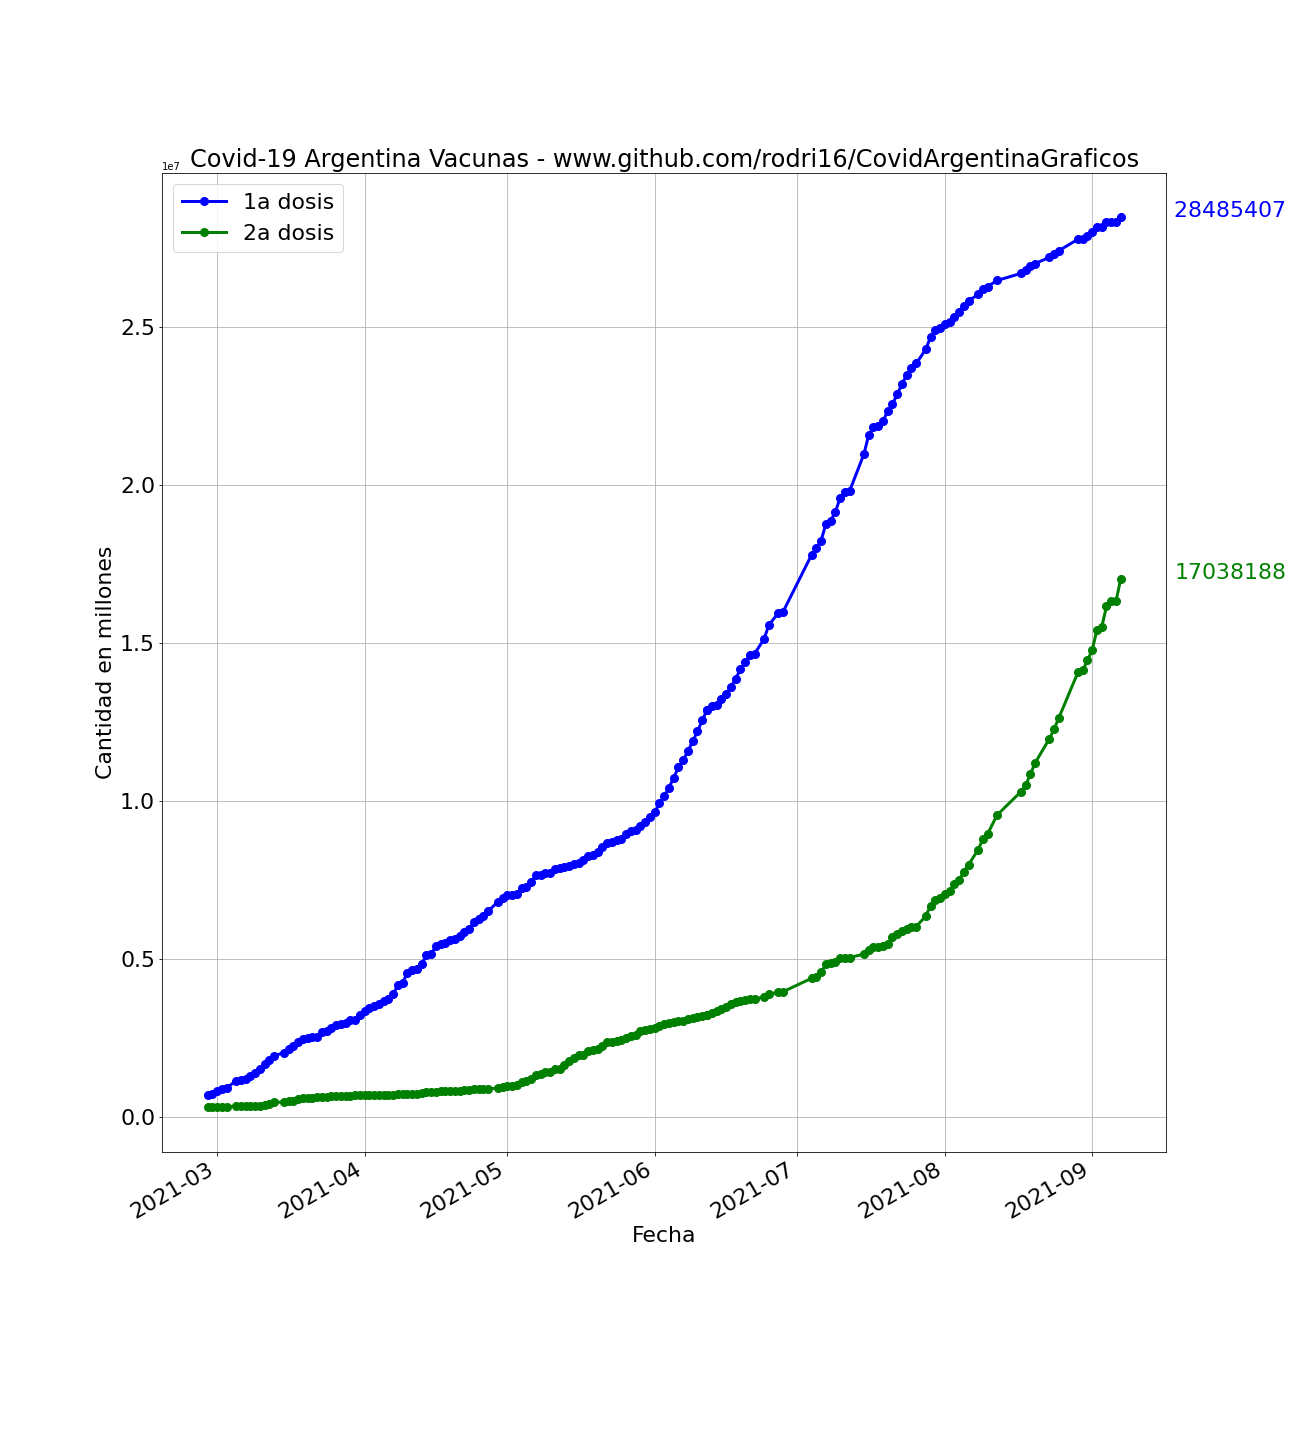 Covid-19 Argentina Vacunas - www.github.com/rodri16/CovidArgentinaGraficos
1e7
1a dosis
2a dosis
28485407
17038188
2.5
2.0
1.5
1.0
0.5
0.0
Cantidad en millones
2021-03
2021-04
2021-05
2021-06
2021-07
2021-08
2021-09
Fecha